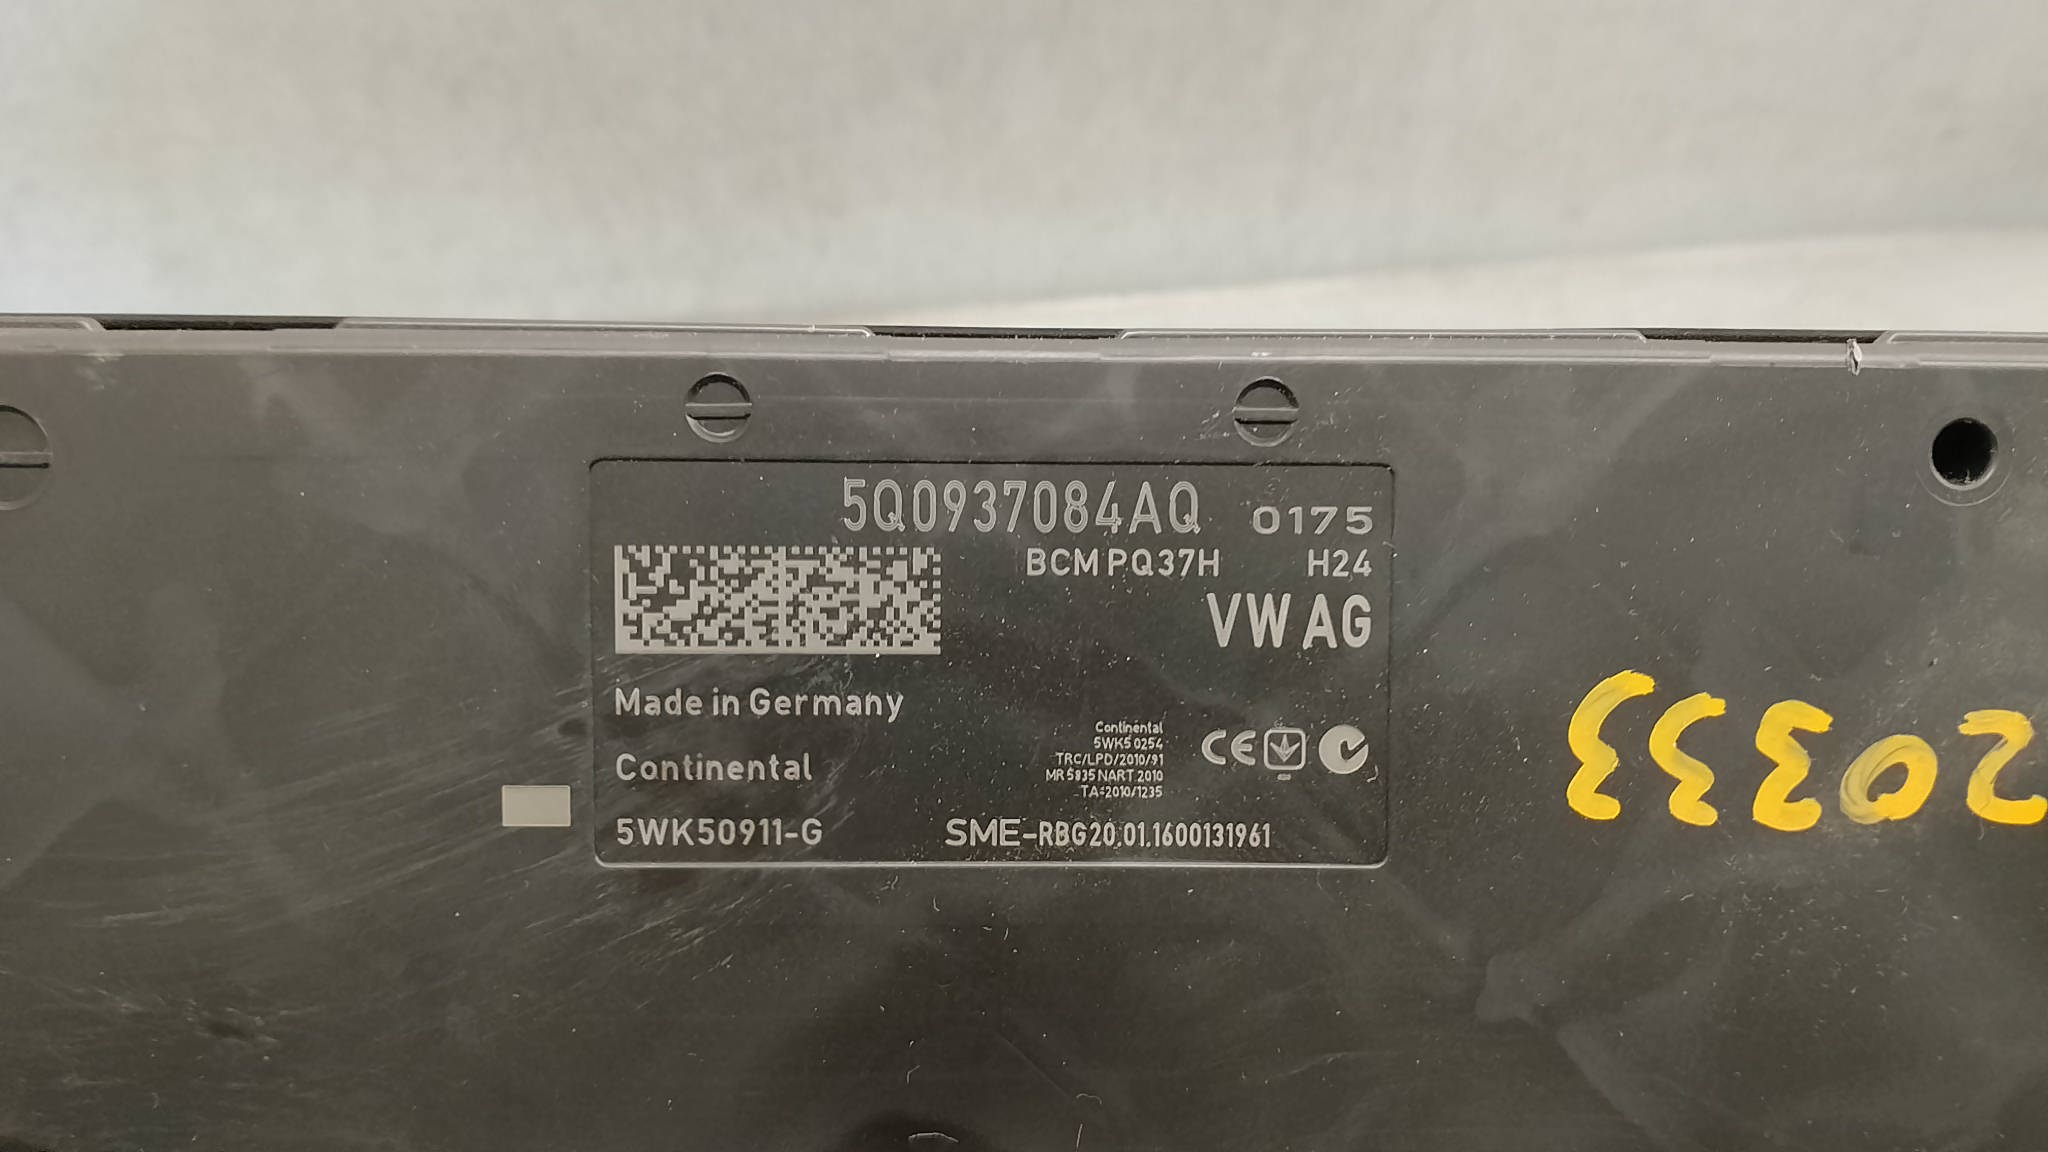 5Q0937084AQ 0175
BCM PQ37H H24
VW AG
Made in Germany
Continental
5WK5 0254
TRC/LPD/2010/91
MR 5835 NART 2010
TA=2010/1235
CE
Continental
5WK50911-G
SME-RBG20.01.1600131961
20333